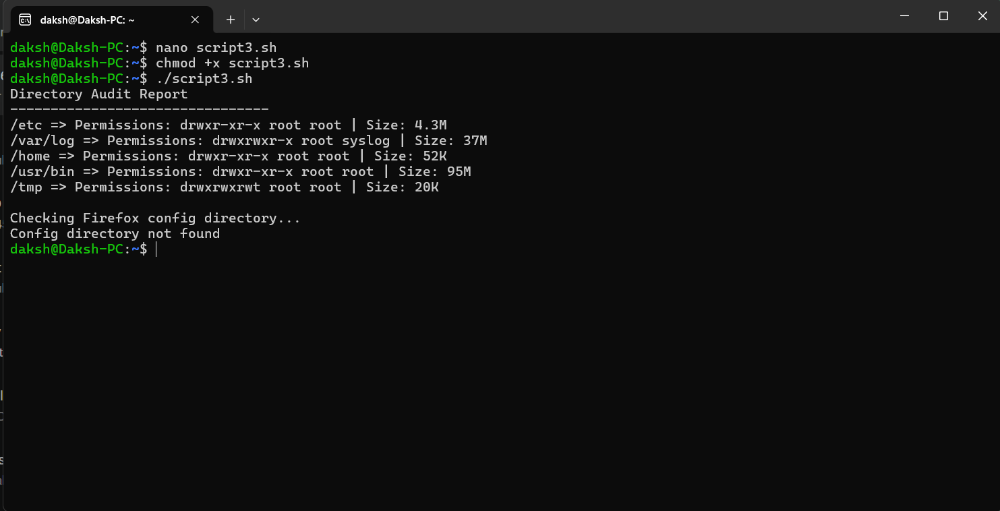 daksh@Daksh-PC: ~
daksh@Daksh-PC:~$ nano script3.sh
daksh@Daksh-PC:~$ chmod +x script3.sh
daksh@Daksh-PC:~$ ./script3.sh
Directory Audit Report
--------------------------------
/etc => Permissions: drwxr-xr-x root root | Size: 4.3M
/var/log => Permissions: drwxrwxr-x root syslog | Size: 37M
/home => Permissions: drwxr-xr-x root root | Size: 52K
/usr/bin => Permissions: drwxr-xr-x root root | Size: 95M
/tmp => Permissions: drwxrwxrwt root root | Size: 20K
Checking Firefox config directory...
Config directory not found
daksh@Daksh-PC:~$